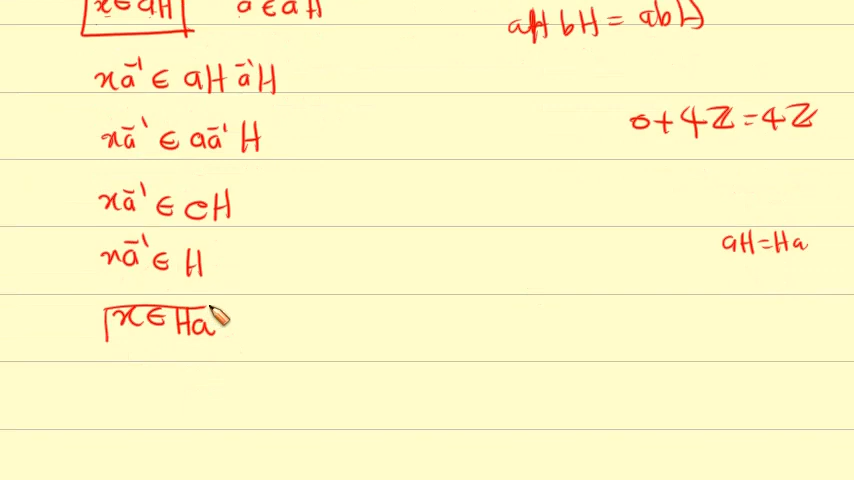 x ∈ aH a ∈ aH
aH bH = abH
xa⁻¹ ∈ aH a⁻¹H
xa⁻¹ ∈ aa⁻¹ H
0+4ℤ=4ℤ
xa⁻¹ ∈ eH
xa⁻¹ ∈ H
aH=Ha
x ∈ Ha